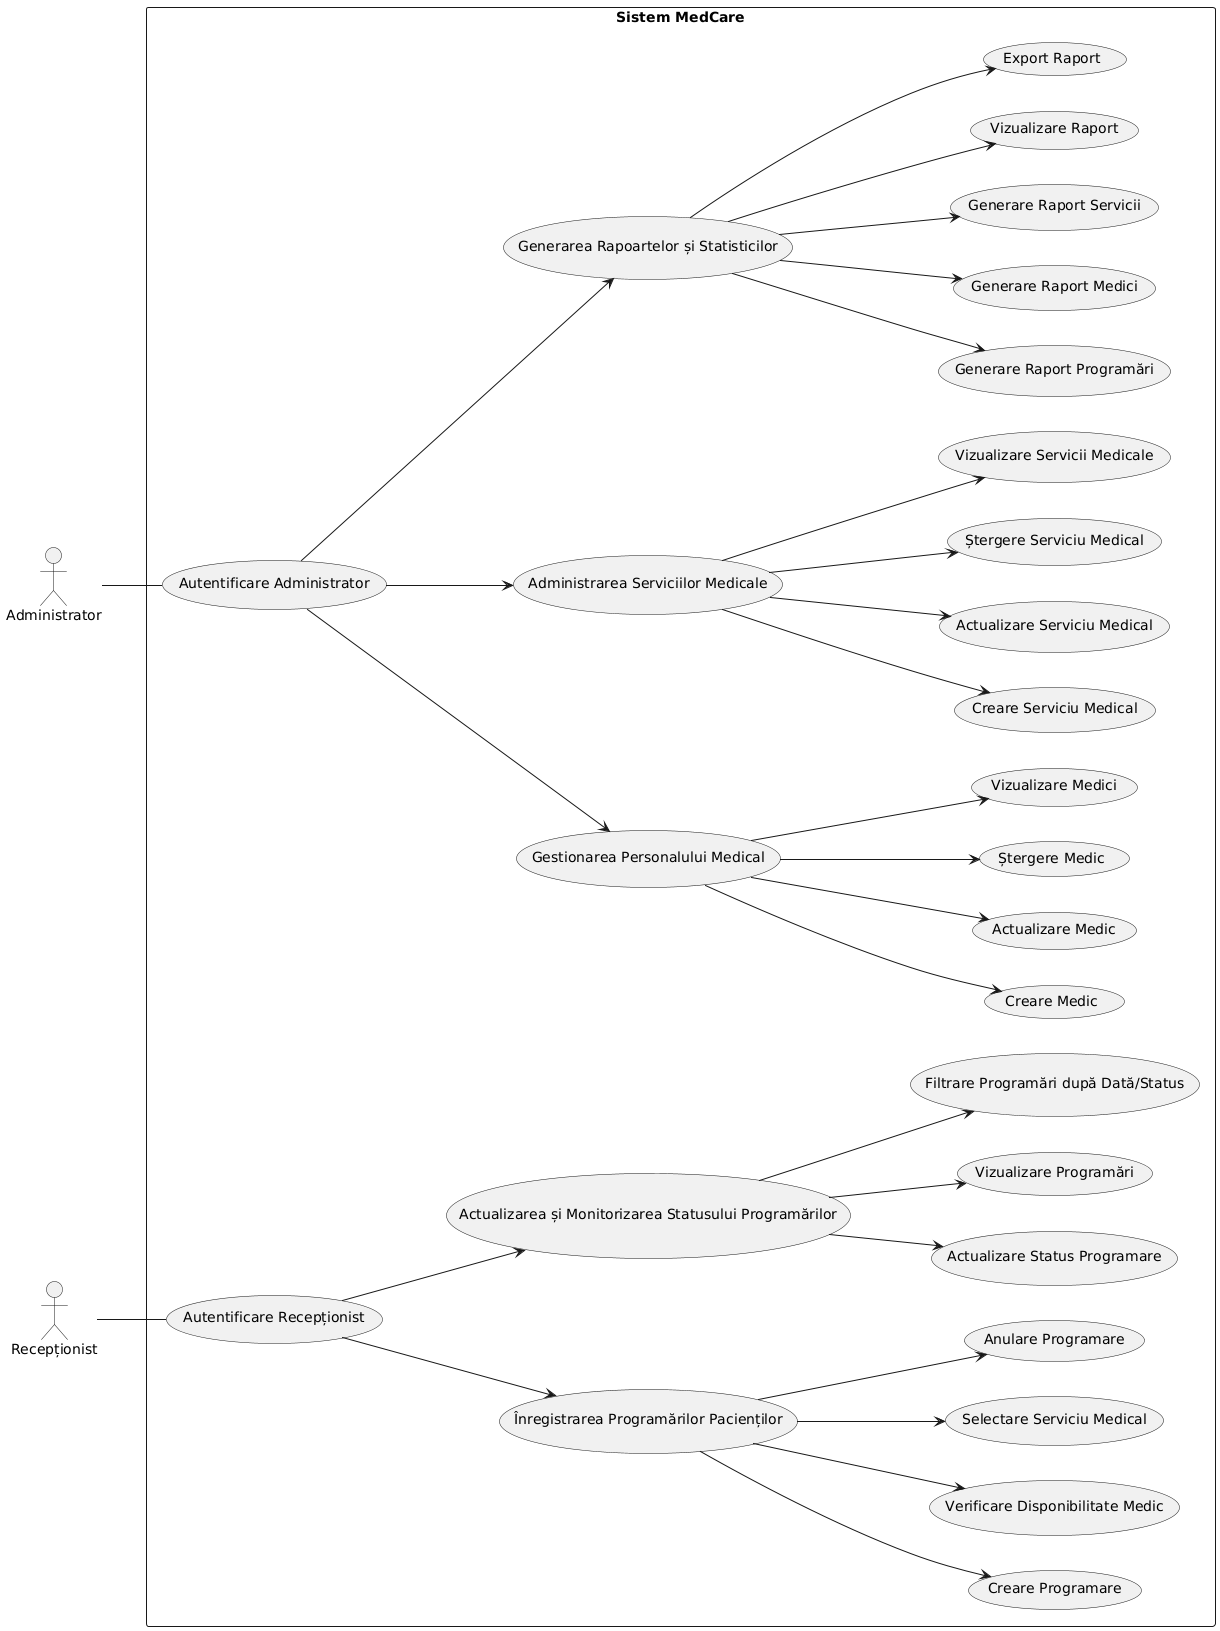 Sistem MedCare
Export Raport
Vizualizare Raport
Generare Raport Servicii
Generarea Rapoartelor și Statisticilor
Generare Raport Medici
Generare Raport Programări
Vizualizare Servicii Medicale
Ștergere Serviciu Medical
Administrator
Autentificare Administrator
Administrarea Serviciilor Medicale
Actualizare Serviciu Medical
Creare Serviciu Medical
Vizualizare Medici
Gestionarea Personalului Medical
Ștergere Medic
Actualizare Medic
Creare Medic
Filtrare Programări după Dată/Status
Vizualizare Programări
Actualizarea și Monitorizarea Statusului Programărilor
Actualizare Status Programare
Recepționist
Autentificare Recepționist
Anulare Programare
Înregistrarea Programărilor Pacienților
Selectare Serviciu Medical
Verificare Disponibilitate Medic
Creare Programare